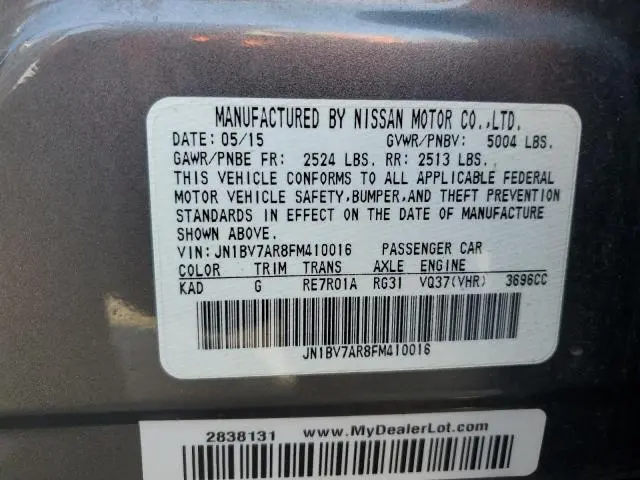 MANUFACTURED BY NISSAN MOTOR CO.,LTD.
DATE: 05/15 GVWR/PNBV: 5004 LBS.
GAWR/PNBE FR: 2524 LBS. RR: 2513 LBS.
THIS VEHICLE CONFORMS TO ALL APPLICABLE FEDERAL
MOTOR VEHICLE SAFETY,BUMPER,AND THEFT PREVENTION
STANDARDS IN EFFECT ON THE DATE OF MANUFACTURE
SHOWN ABOVE.
VIN: JN1BV7AR8FM410016 PASSENGER CAR
COLOR TRIM TRANS AXLE ENGINE
KAD G RE7R01A RG31 VQ37(VHR) 3696CC
JN1BV7AR8FM410016
2838131 www.MyDealerLot.com